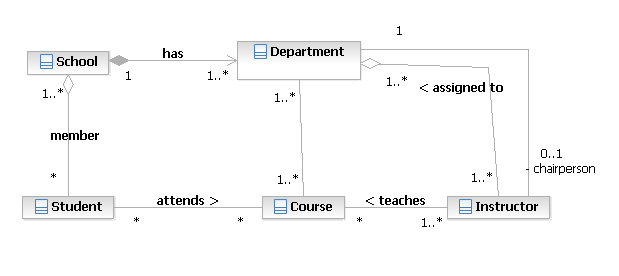 1
School
has
Department
1
1..*
1..*
1..*
< assigned to
1..*
member
0..1
- chairperson
*
1..*
1..*
Student
attends >
Course
< teaches
Instructor
*
*
*
1..*